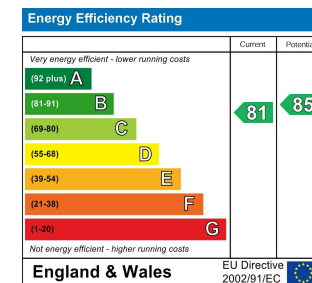 Energy Efficiency Rating
Current Potentia
Very energy efficient - lower running costs
(92 plus) A
(81-91) B
(69-80) C
(55-68) D
(39-54) E
(21-38) F
(1-20) G
81
85
Not energy efficient - higher running costs
England & Wales
EU Directive
2002/91/EC